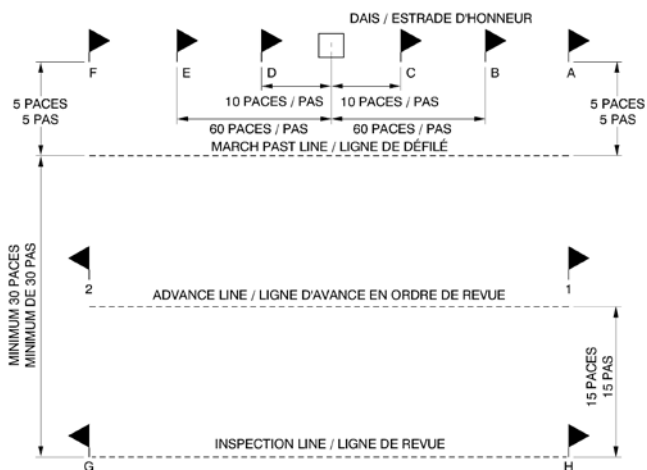 DAIS / ESTRADE D'HONNEUR
F E D C B A
10 PACES / PAS 10 PACES / PAS
5 PACES
5 PAS
5 PACES
5 PAS
60 PACES / PAS 60 PACES / PAS
MARCH PAST LINE / LIGNE DE DÉFILÉ
MINIMUM 30 PACES
MINIMUM DE 30 PAS
2 1
ADVANCE LINE / LIGNE D'AVANCE EN ORDRE DE REVUE
15 PACES
15 PAS
INSPECTION LINE / LIGNE DE REVUE
G H